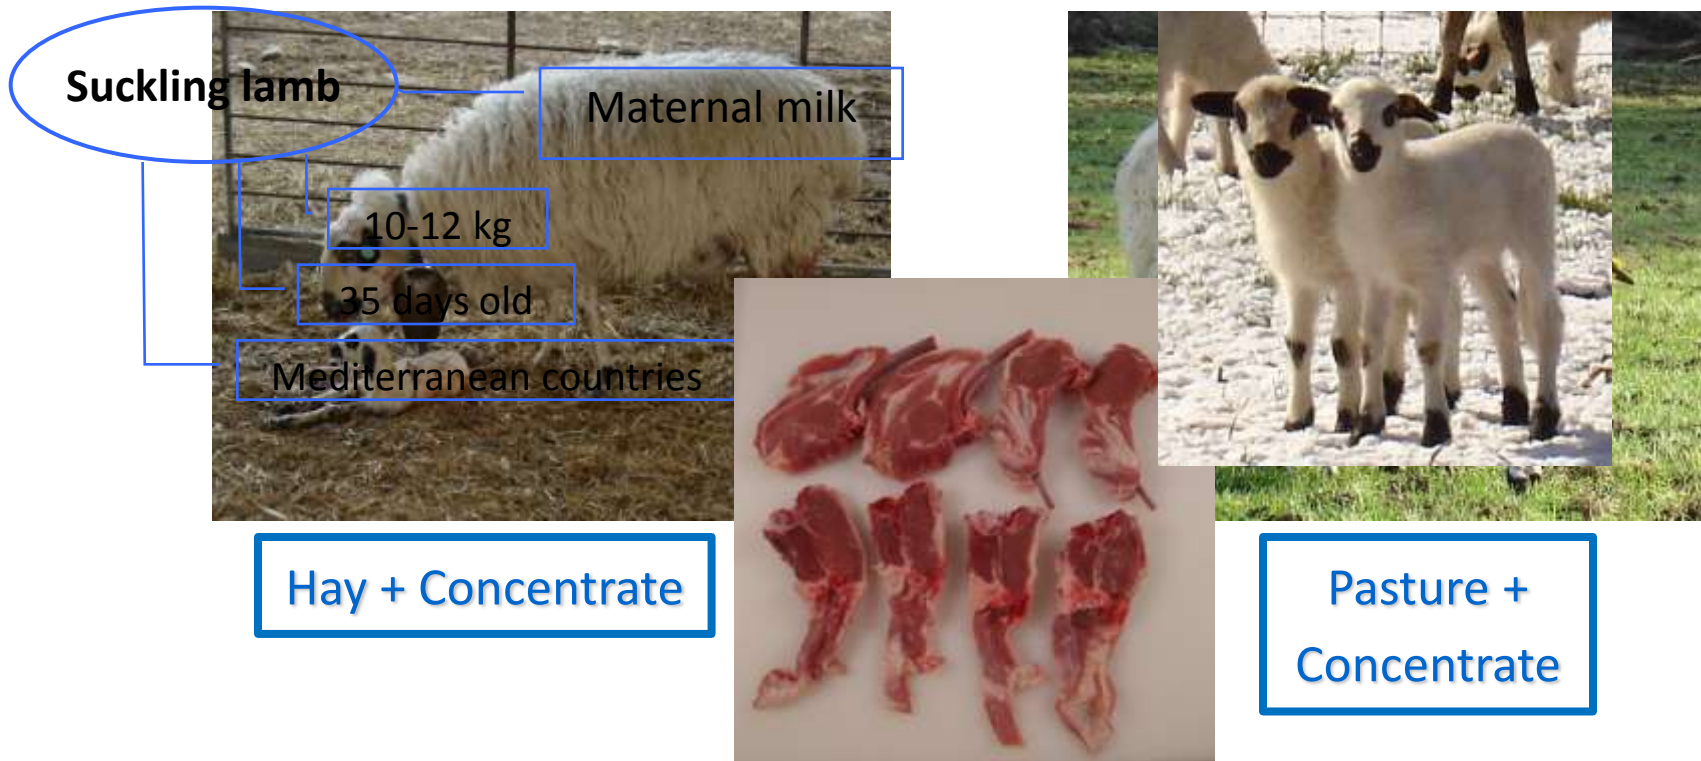 Suckling lamb
Maternal milk
10-12 kg
35 days old
Mediterranean countries
Hay + Concentrate
Pasture +
Concentrate